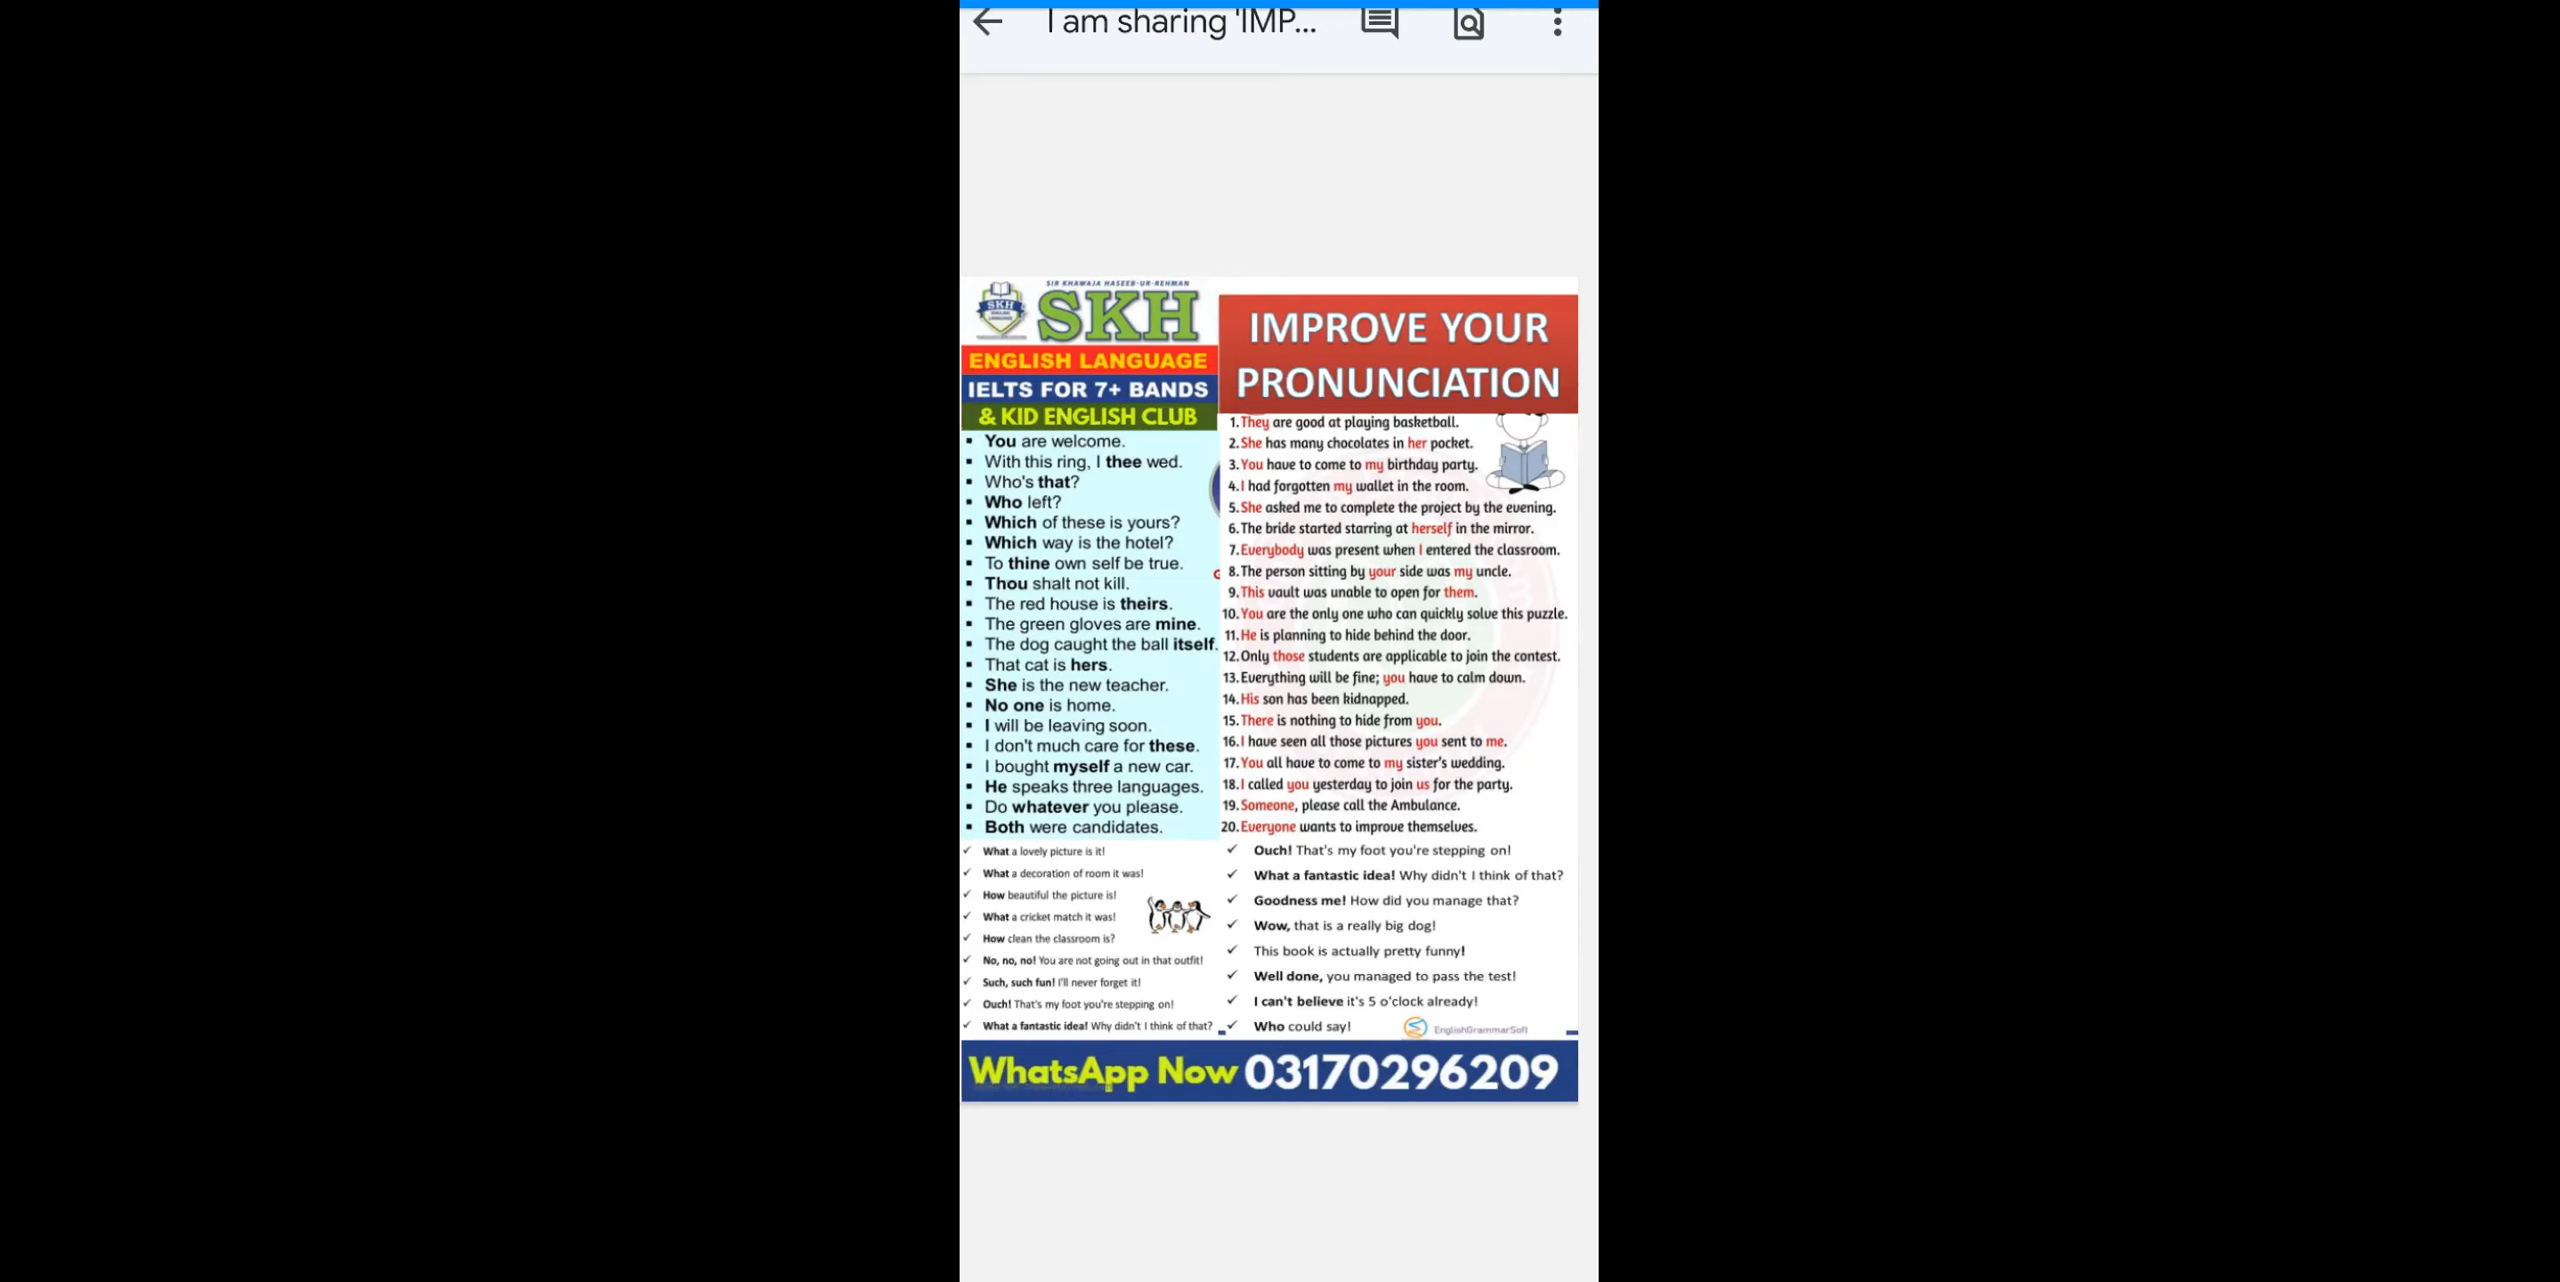 I am sharing 'IMP...
SIR KHAWAJA HASEEB-UR-REHMAN
SKH
SKH
ENGLISH LANGUAGE
IELTS FOR 7+ BANDS
& KID ENGLISH CLUB
You are welcome.
With this ring, I thee wed.
Who's that?
Who left?
Which of these is yours?
Which way is the hotel?
To thine own self be true.
Thou shalt not kill.
The red house is theirs.
The green gloves are mine.
The dog caught the ball itself.
That cat is hers.
She is the new teacher.
No one is home.
I will be leaving soon.
I don't much care for these.
I bought myself a new car.
He speaks three languages.
Do whatever you please.
Both were candidates.
What a lovely picture is it!
What a decoration of room it was!
How beautiful the picture is!
What a cricket match it was!
How clean the classroom is?
No, no, no! You are not going out in that outfit!
Such, such fun! I'll never forget it!
Ouch! That's my foot you're stepping on!
What a fantastic idea! Why didn't I think of that?
IMPROVE YOUR
PRONUNCIATION
1. They are good at playing basketball.
2. She has many chocolates in her pocket.
3. You have to come to my birthday party.
4. I had forgotten my wallet in the room.
5. She asked me to complete the project by the evening.
6. The bride started starring at herself in the mirror.
7. Everybody was present when I entered the classroom.
8. The person sitting by your side was my uncle.
9. This vault was unable to open for them.
10. You are the only one who can quickly solve this puzzle.
11. He is planning to hide behind the door.
12. Only those students are applicable to join the contest.
13. Everything will be fine; you have to calm down.
14. His son has been kidnapped.
15. There is nothing to hide from you.
16. I have seen all those pictures you sent to me.
17. You all have to come to my sister's wedding.
18. I called you yesterday to join us for the party.
19. Someone, please call the Ambulance.
20. Everyone wants to improve themselves.
Ouch! That's my foot you're stepping on!
What a fantastic idea! Why didn't I think of that?
Goodness me! How did you manage that?
Wow, that is a really big dog!
This book is actually pretty funny!
Well done, you managed to pass the test!
I can't believe it's 5 o'clock already!
Who could say!
EnglishGrammarSoft
WhatsApp Now 03170296209